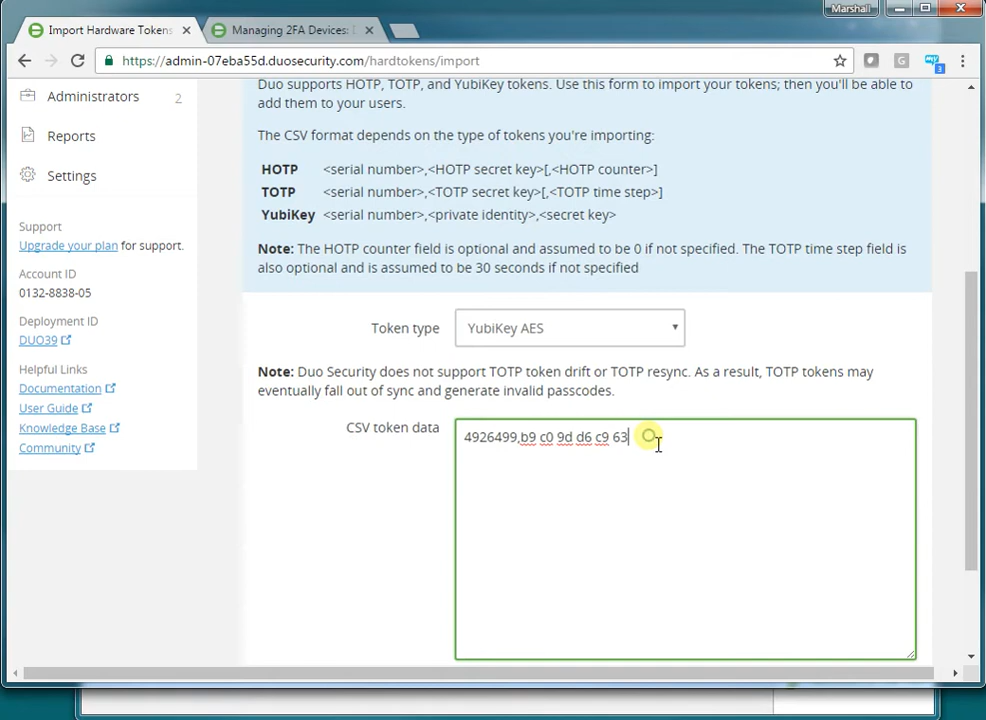 Marshall
Import Hardware Tokens
Managing 2FA Devices:
https://admin-07eba55d.duosecurity.com/hardtokens/import
3
Administrators 2
Reports
Settings
Support
Upgrade your plan for support.
Account ID
0132-8838-05
Deployment ID
DUO39
Helpful Links
Documentation
User Guide
Knowledge Base
Community
Duo supports HOTP, TOTP, and YubiKey tokens. Use this form to import your tokens; then you'll be able to
add them to your users.
The CSV format depends on the type of tokens you're importing:
HOTP <serial number>,<HOTP secret key>[,<HOTP counter>]
TOTP <serial number>,<TOTP secret key>[,<TOTP time step>]
YubiKey <serial number>,<private identity>,<secret key>
Note: The HOTP counter field is optional and assumed to be 0 if not specified. The TOTP time step field is
also optional and is assumed to be 30 seconds if not specified
Token type YubiKey AES
Note: Duo Security does not support TOTP token drift or TOTP resync. As a result, TOTP tokens may
eventually fall out of sync and generate invalid passcodes.
CSV token data 4926499,b9 c0 9d d6 c9 63